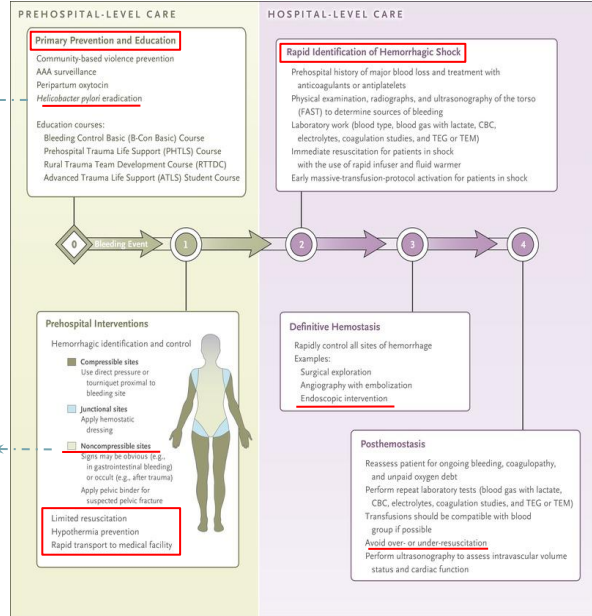 PREHOSPITAL-LEVEL CARE
Primary Prevention and Education
Community-based violence prevention
AAA surveillance
Peripartum oxytocin
Helicobacter pylori eradication
Education courses:
Bleeding Control Basic (B-Con Basic) Course
Prehospital Trauma Life Support (PHTLS) Course
Rural Trauma Team Development Course (RTTDC)
Advanced Trauma Life Support (ATLS) Student Course
HOSPITAL-LEVEL CARE
Rapid Identification of Hemorrhagic Shock
Prehospital history of major blood loss and treatment with
anticoagulants or antiplatelets
Physical examination, radiographs, and ultrasonography of the torso
(FAST) to determine sources of bleeding
Laboratory work (blood type, blood gas with lactate, CBC,
electrolytes, coagulation studies, and TEG or TEM)
Immediate resuscitation for patients in shock
with the use of rapid infuser and fluid warmer
Early massive-transfusion-protocol activation for patients in shock
0
Bleeding Event
1
2
3
4
Prehospital Interventions
Hemorrhagic identification and control
Compressible sites
Use direct pressure or
tourniquet proximal to
bleeding site
Junctional sites
Apply hemostatic
dressing
Noncompressible sites
Signs may be obvious (e.g.,
in gastrointestinal bleeding)
or occult (e.g., after trauma)
Apply pelvic binder for
suspected pelvic fracture
Limited resuscitation
Hypothermia prevention
Rapid transport to medical facility
Definitive Hemostasis
Rapidly control all sites of hemorrhage
Examples:
Surgical exploration
Angiography with embolization
Endoscopic intervention
Posthemostasis
Reassess patient for ongoing bleeding, coagulopathy,
and unpaid oxygen debt
Perform repeat laboratory tests (blood gas with lactate,
CBC, electrolytes, coagulation studies, and TEG or TEM)
Transfusions should be compatible with blood
group if possible
Avoid over- or under-resuscitation
Perform ultrasonography to assess intravascular volume
status and cardiac function